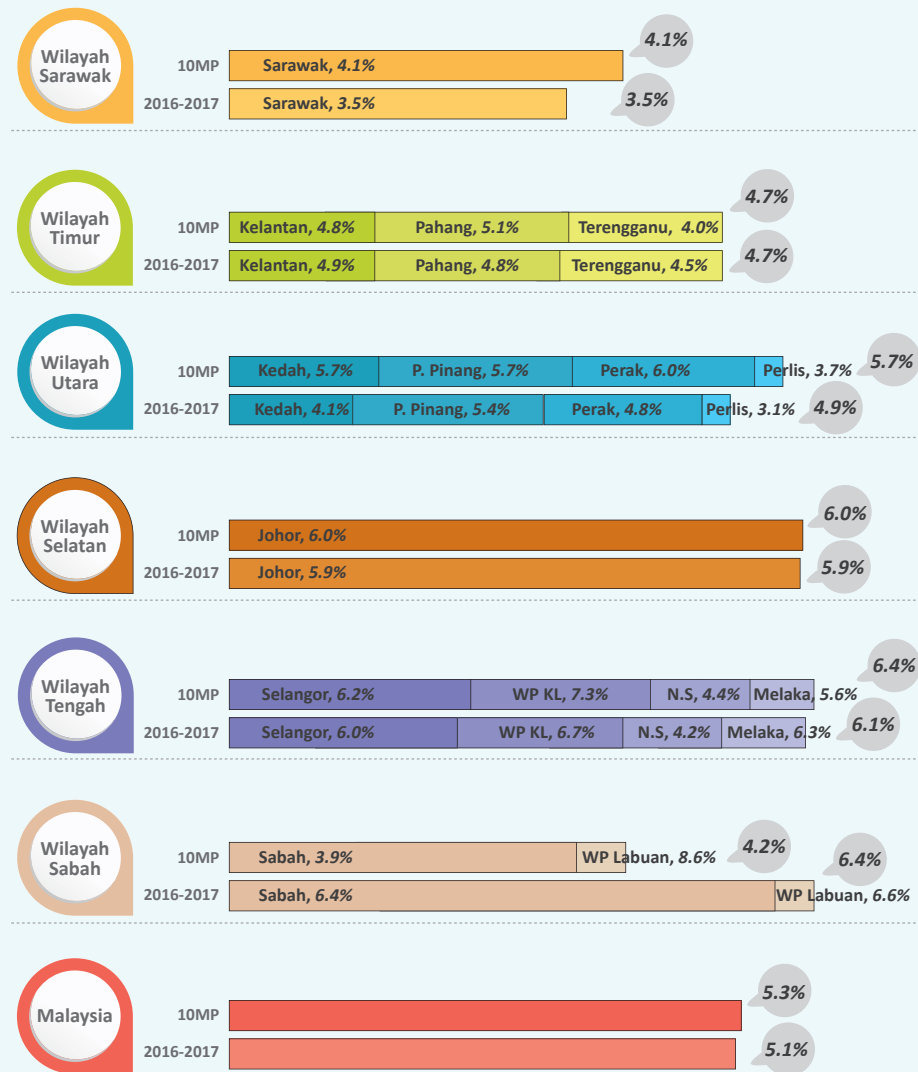 Wilayah
Sarawak
4.1%
10MP
Sarawak, 4.1%
3.5%
2016-2017
Sarawak, 3.5%
Wilayah
Timur
4.7%
10MP
Kelantan, 4.8%
Pahang, 5.1%
Terengganu, 4.0%
4.7%
2016-2017
Kelantan, 4.9%
Pahang, 4.8%
Terengganu, 4.5%
Wilayah
Utara
10MP
Kedah, 5.7%
P. Pinang, 5.7%
Perak, 6.0%
Perlis, 3.7%
5.7%
2016-2017
Kedah, 4.1%
P. Pinang, 5.4%
Perak, 4.8%
Perlis, 3.1%
4.9%
Wilayah
Selatan
6.0%
10MP
Johor, 6.0%
5.9%
2016-2017
Johor, 5.9%
Wilayah
Tengah
6.4%
10MP
Selangor, 6.2%
WP KL, 7.3%
N.S, 4.4%
Melaka, 5.6%
6.1%
2016-2017
Selangor, 6.0%
WP KL, 6.7%
N.S, 4.2%
Melaka, 6.3%
Wilayah
Sabah
4.2%
10MP
Sabah, 3.9%
WP Labuan, 8.6%
6.4%
2016-2017
Sabah, 6.4%
WP Labuan, 6.6%
Malaysia
5.3%
10MP
5.1%
2016-2017